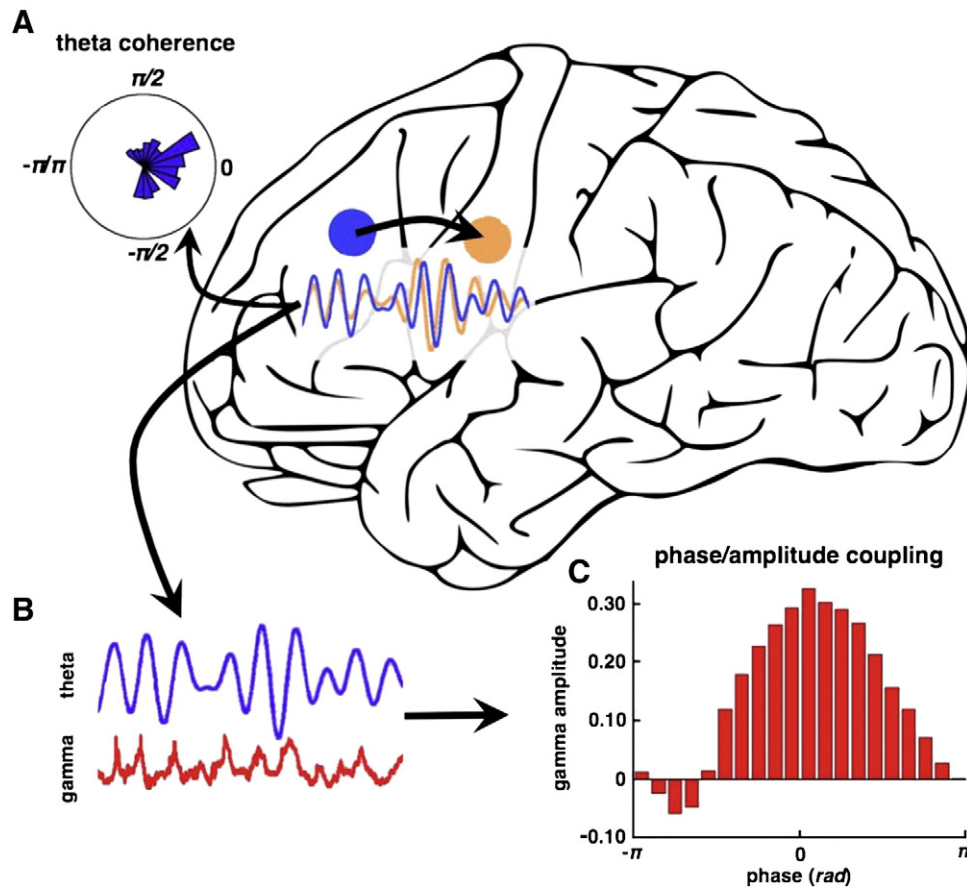 A
theta coherence
π/2
-π/π
0
-π/2
B
theta
gamma
C
phase/amplitude coupling
gamma amplitude
0.30
0.20
0.10
0
-0.10
-π
0
π
phase (rad)